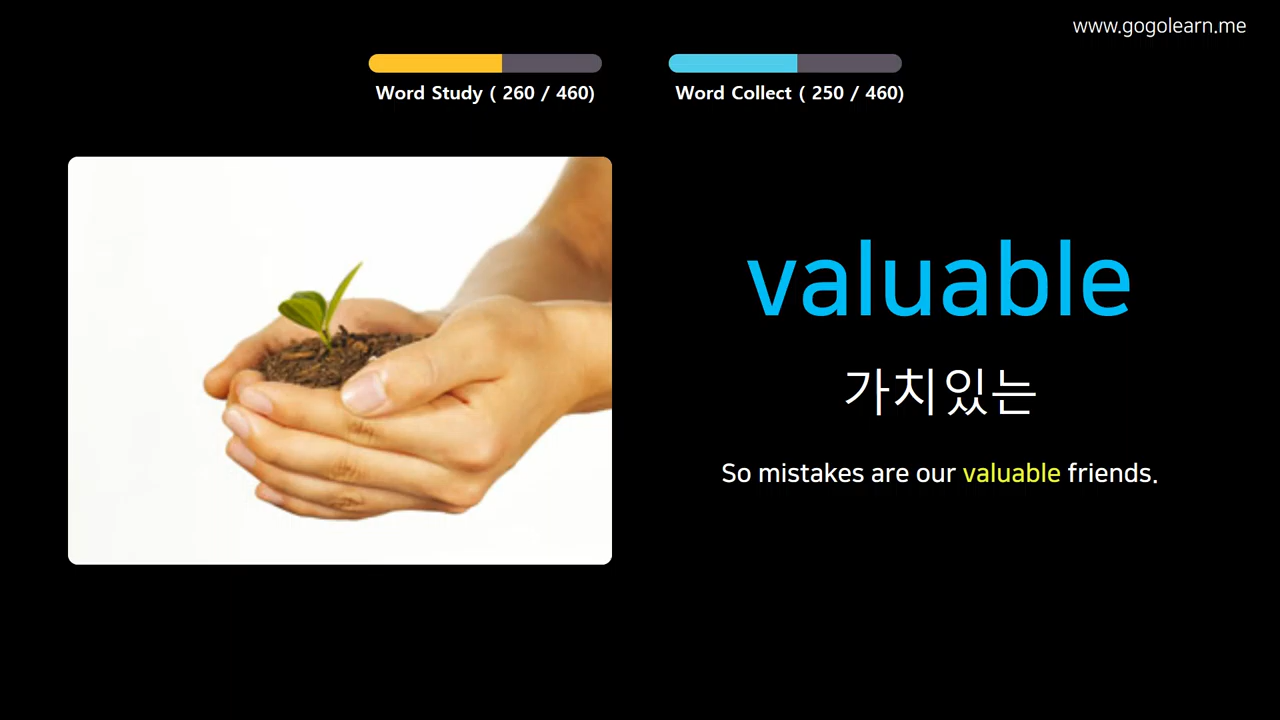 www.gogolearn.me
Word Study ( 260 / 460)
Word Collect ( 250 / 460)
valuable
가치있는
So mistakes are our valuable friends.